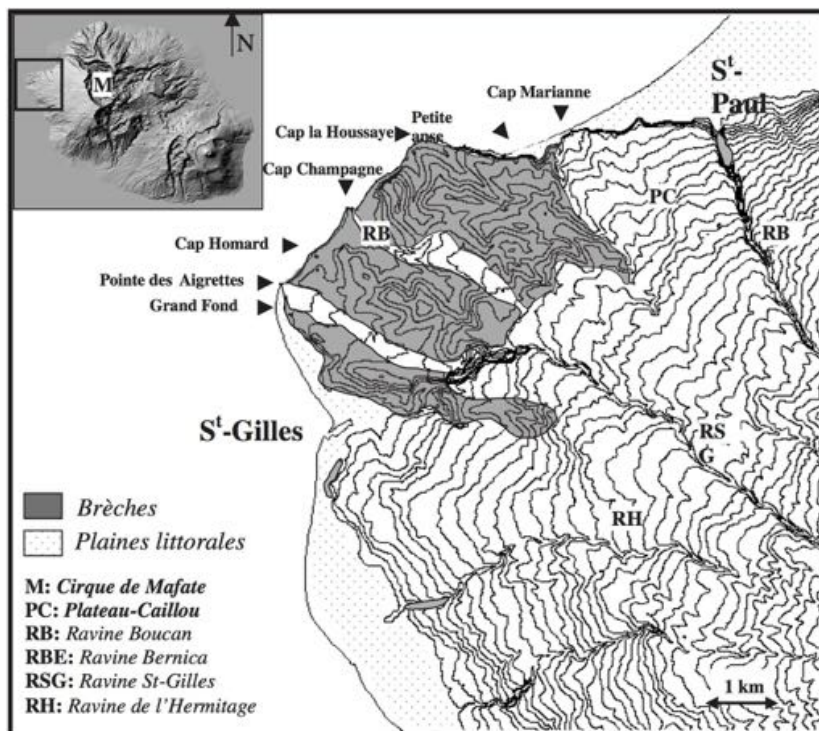 N
M
S^t-
Paul
Cap Marianne
Petite
anse
Cap la Houssaye
Cap Champagne
PC
RB
RB
Cap Homard
Pointe des Aigrettes
Grand Fond
S^t-Gilles
RS
G
RH
Brèches
Plaines littorales
M: Cirque de Mafate
PC: Plateau-Caillou
RB: Ravine Boucan
RBE: Ravine Bernica
RSG: Ravine St-Gilles
RH: Ravine de l'Hermitage
1 km